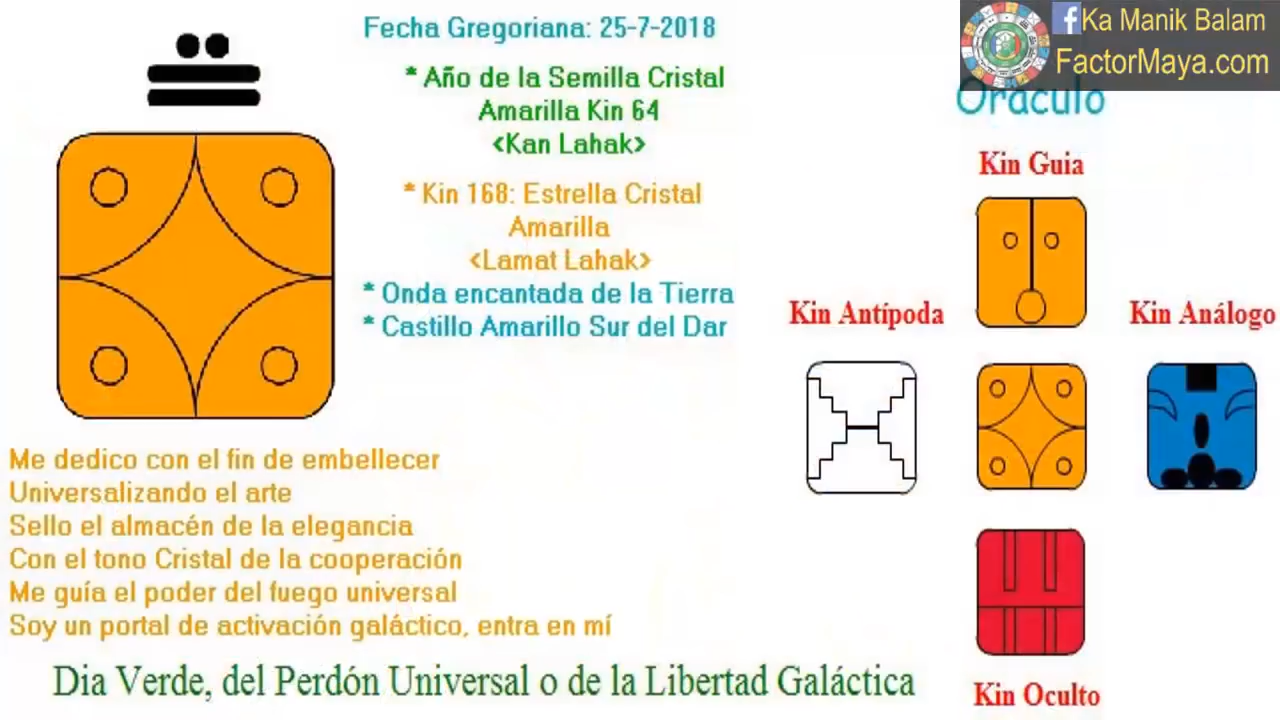 Fecha Gregoriana: 25-7-2018
* Año de la Semilla Cristal
Amarilla Kin 64
<Kan Lahak>
* Kin 168: Estrella Cristal
Amarilla
<Lamat Lahak>
* Onda encantada de la Tierra
* Castillo Amarillo Sur del Dar
Me dedico con el fin de embellecer
Universalizando el arte
Sello el almacén de la elegancia
Con el tono Cristal de la cooperación
Me guía el poder del fuego universal
Soy un portal de activación galáctico, entra en mí
Dia Verde, del Perdón Universal o de la Libertad Galáctica
f Ka Manik Balam
FactorMaya.com
Oráculo
Kin Guia
Kin Antípoda
Kin Análogo
Kin Oculto